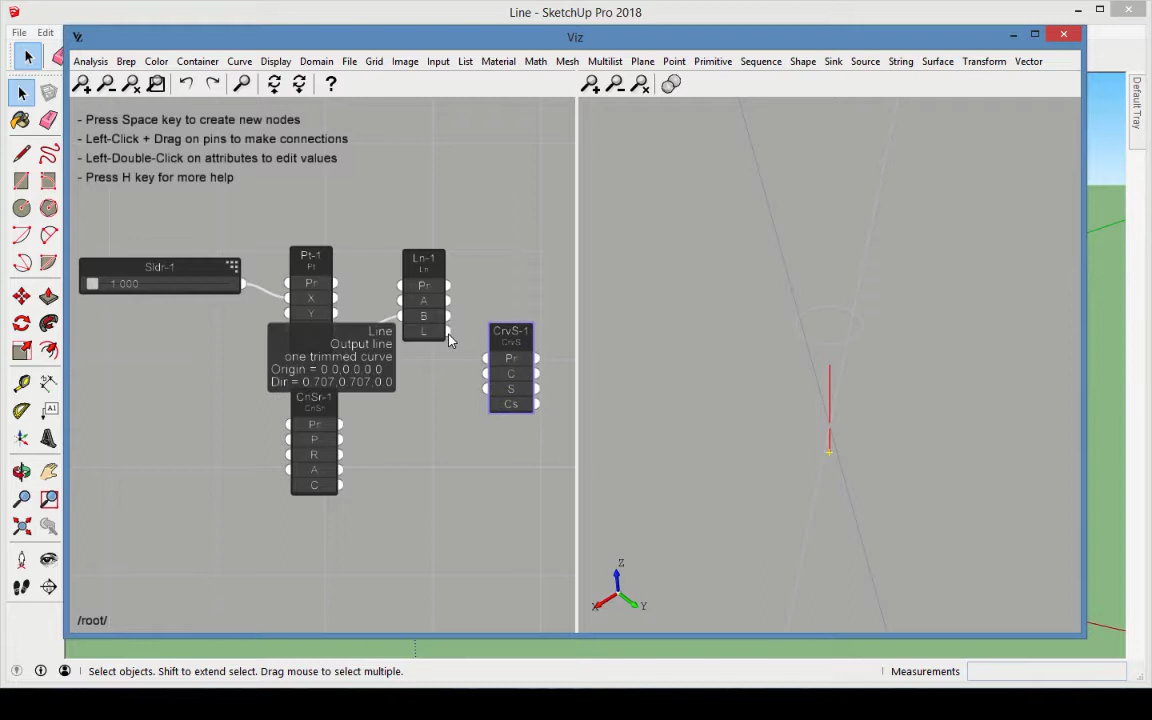 Line - SketchUp Pro 2018
File Edit
Viz
Analysis Brep Color Container Curve Display Domain File Grid Image Input List Material Math Mesh Multilist Plane Point Primitive Sequence Shape Sink Source String Surface Transform Vector
- Press Space key to create new nodes
- Left-Click + Drag on pins to make connections
- Left-Double-Click on attributes to edit values
- Press H key for more help
Default Tray
Sldr-1
1 000
Pt-1
Pt
Pr
X
Y
Ln-1
Ln
Pr
A
B
L
Line
Output line
one trimmed curve
Origin = 0 0,0 0,0 0
Dir = 0,707,0 707,0 0
CrvS-1
CrvS
Pr
C
S
Cs
CnSr-1
CnSr
Pr
P
R
A
C
Z
X
Y
/root/
Select objects. Shift to extend select. Drag mouse to select multiple.
Measurements